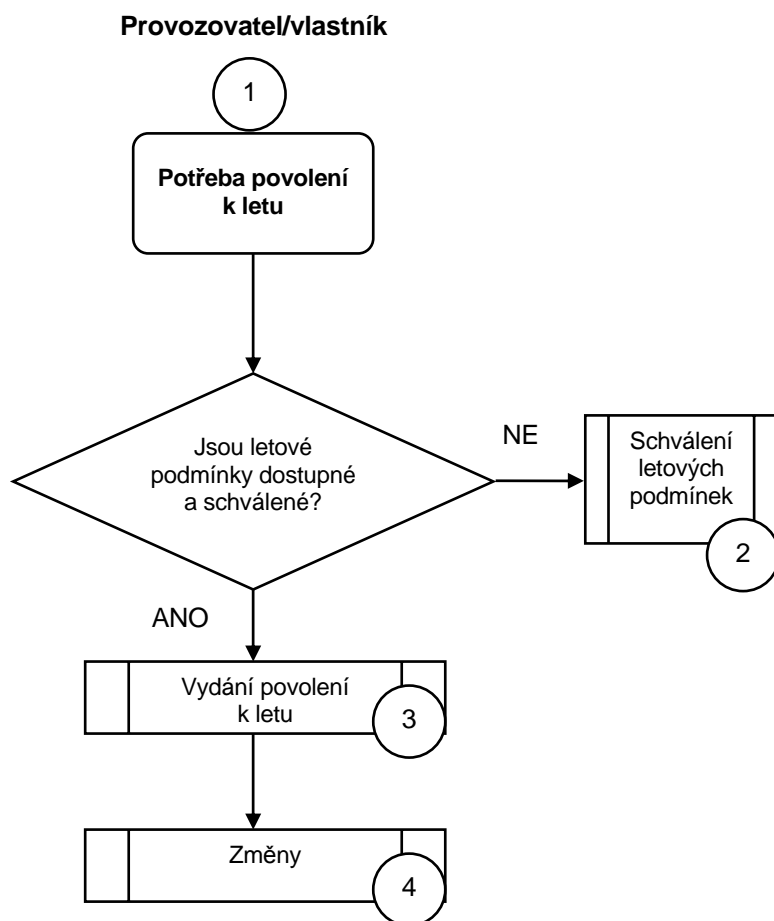 Provozovatel/vlastník
1
Potřeba povolení
k letu
Jsou letové
podmínky dostupné
a schválené?
NE
Schválení
letových
podmínek
2
ANO
Vydání povolení
k letu
3
Změny
4